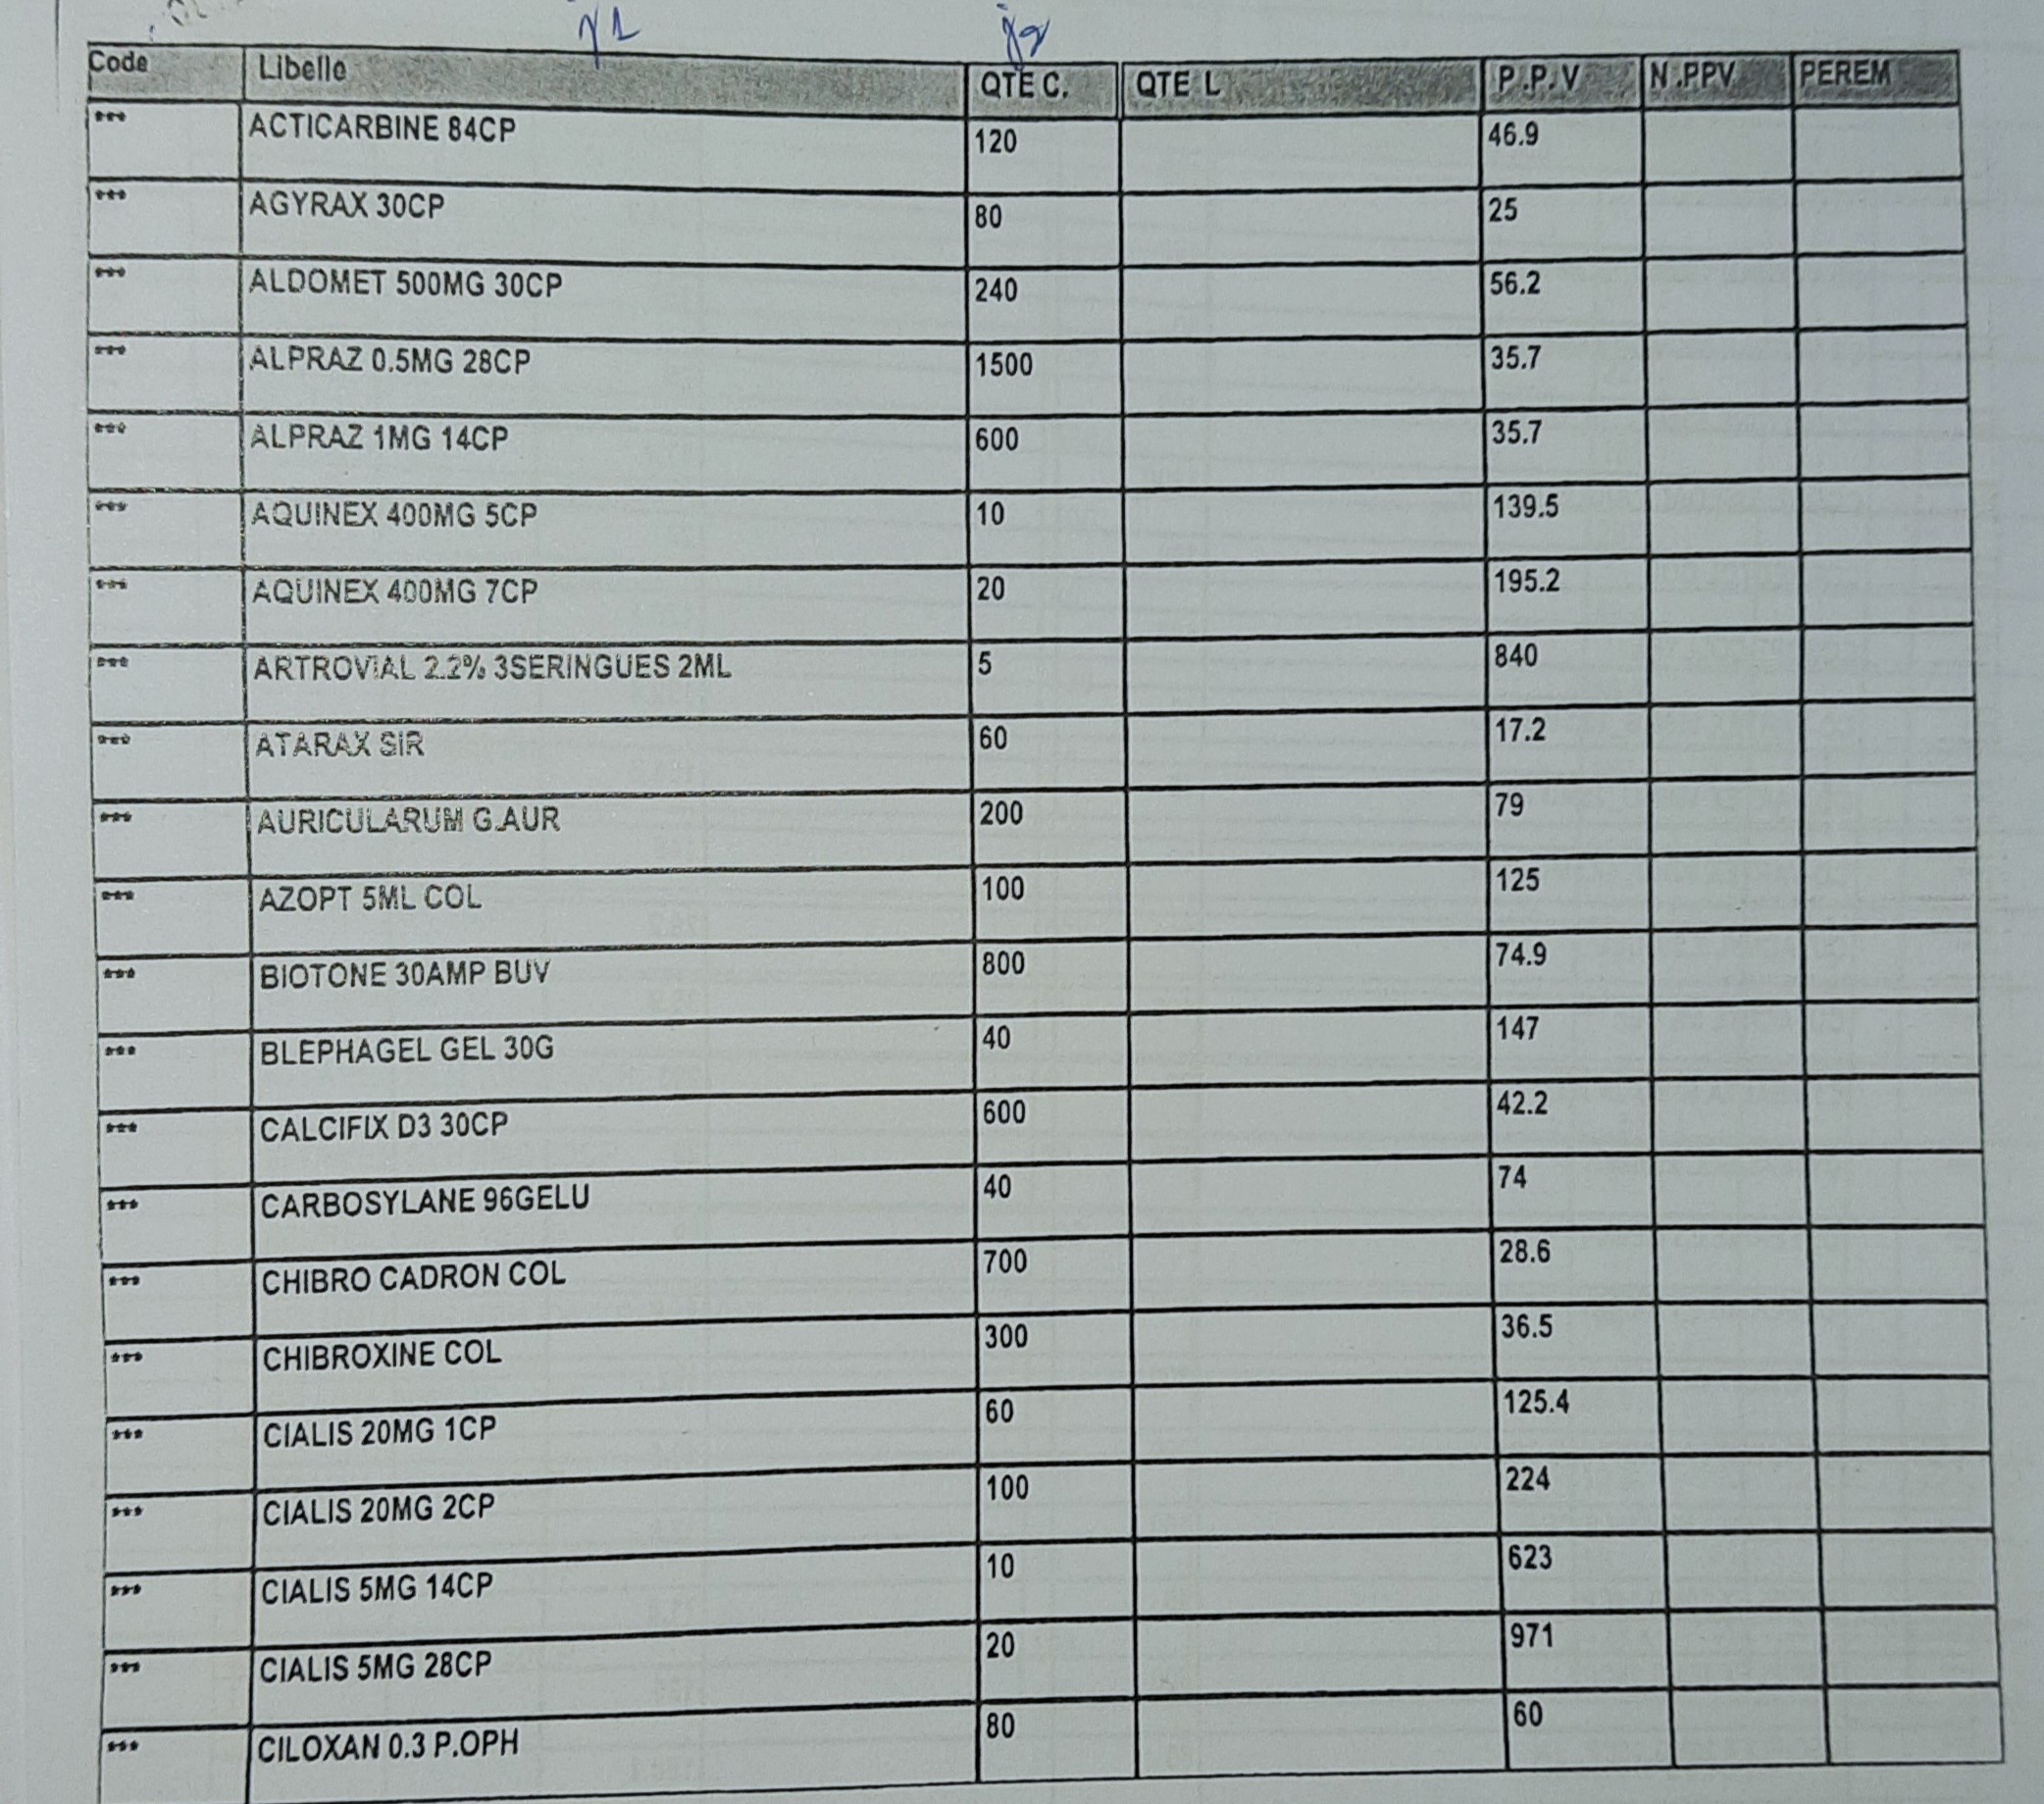 Code Libelle QTE C. QTE L P.P.V N.PPV PEREM
*** ACTICARBINE 84CP 120 46.9
*** AGYRAX 30CP 80 25
*** ALDOMET 500MG 30CP 240 56.2
*** ALPRAZ 0.5MG 28CP 1500 35.7
*** ALPRAZ 1MG 14CP 600 35.7
*** AQUINEX 400MG 5CP 10 139.5
*** AQUINEX 400MG 7CP 20 195.2
*** ARTROVIAL 2.2% 3SERINGUES 2ML 5 840
*** ATARAX SIR 60 17.2
*** AURICULARUM G.AUR 200 79
*** AZOPT 5ML COL 100 125
*** BIOTONE 30AMP BUV 800 74.9
*** BLEPHAGEL GEL 30G 40 147
*** CALCIFIX D3 30CP 600 42.2
*** CARBOSYLANE 96GELU 40 74
*** CHIBRO CADRON COL 700 28.6
*** CHIBROXINE COL 300 36.5
*** CIALIS 20MG 1CP 60 125.4
*** CIALIS 20MG 2CP 100 224
*** CIALIS 5MG 14CP 10 623
*** CIALIS 5MG 28CP 20 971
*** CILOXAN 0.3 P.OPH 80 60